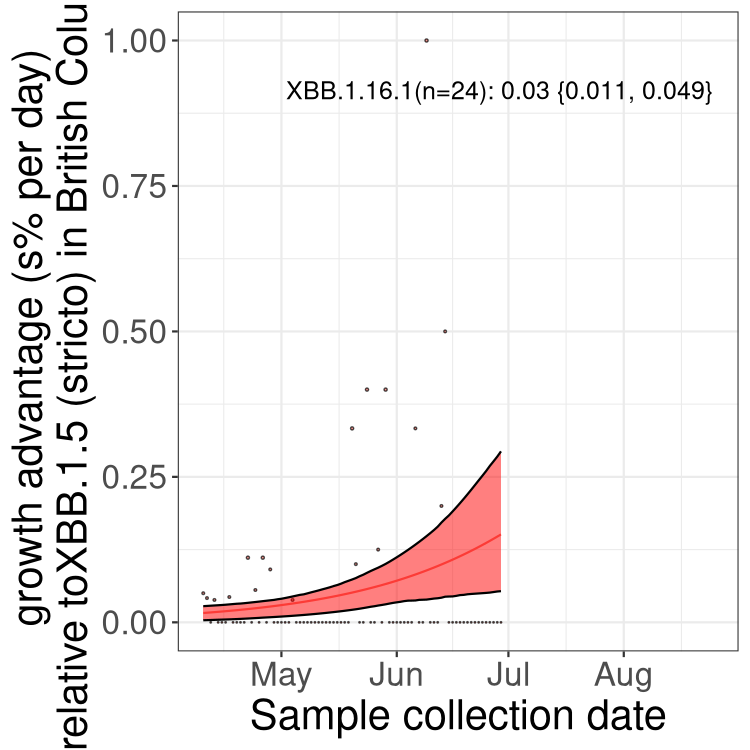 growth advantage (s% per day)
relative toXBB.1.5 (stricto) in British Colu
1.00
0.75
0.50
0.25
0.00
XBB.1.16.1(n=24): 0.03 {0.011, 0.049}
May Jun Jul Aug
Sample collection date